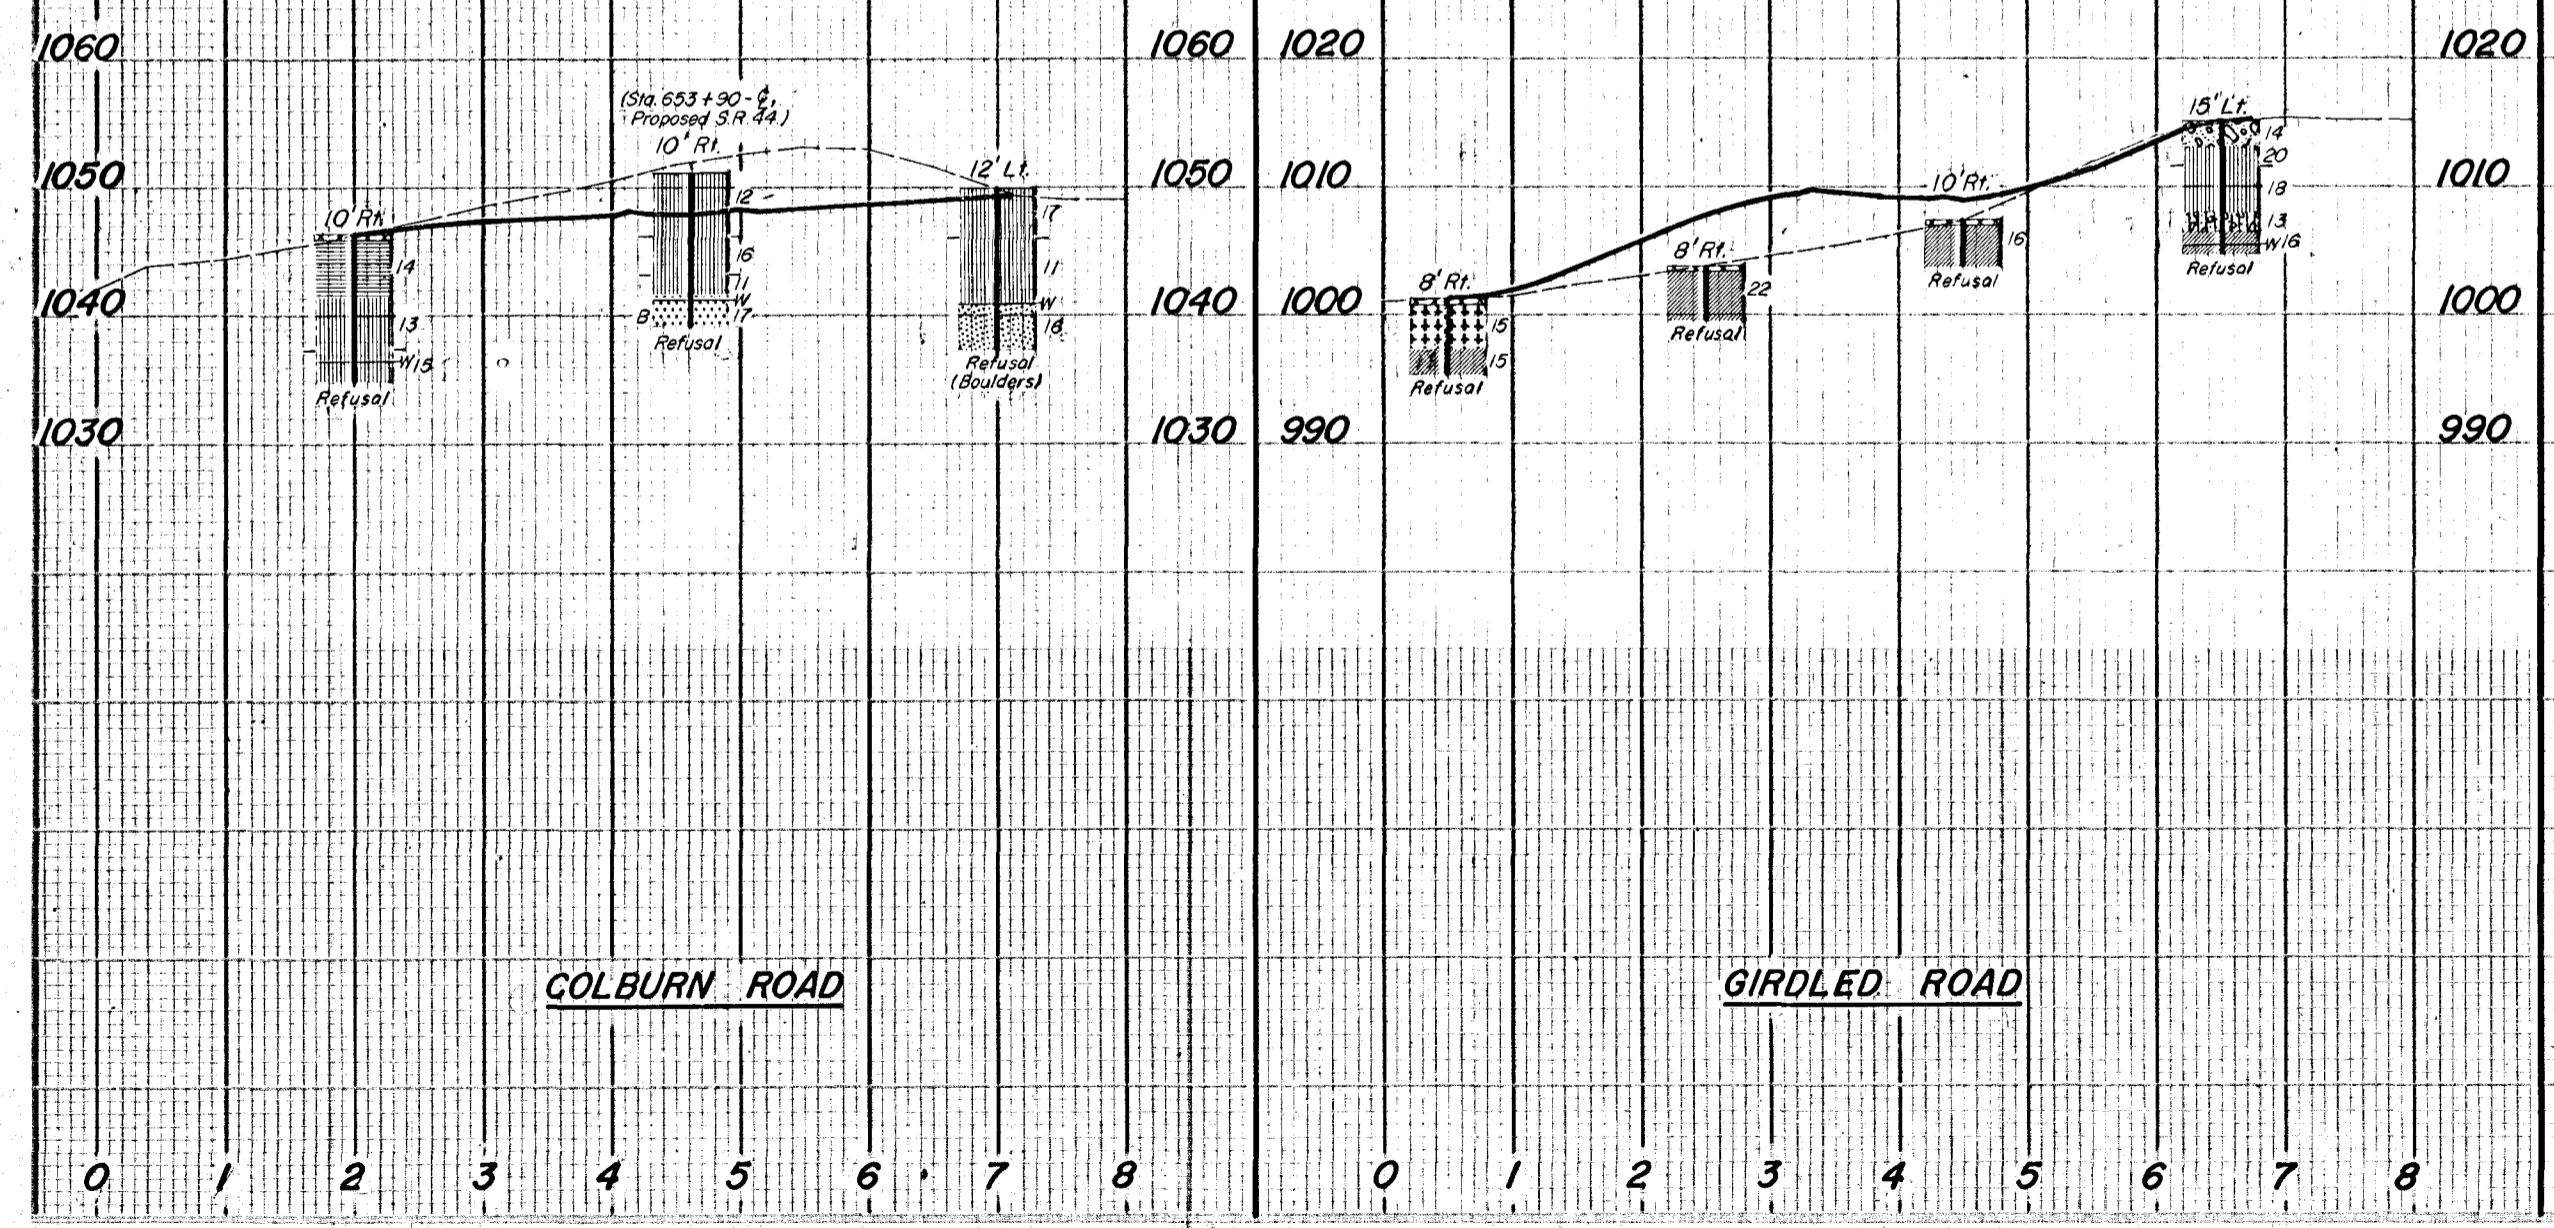 1060
1060
1020
1020
(Sta. 653+90-℄,
Proposed S.R. 44.)
10' Rt.
1050
12' Lt.
1050
1010
1010
12
17
10' Rt.
14
16
11
11
W
B
17
W
18
1040
1040
1000
1000
13
W 15
Refusal
Refusal
Refusal
(Boulders)
8' Rt.
15
15
Refusal
8' Rt.
22
Refusal
10' Rt.
16
Refusal
15' Lt.
14
20
18
13
W 16
Refusal
1030
1030
990
990
COLBURN ROAD
GIRDLED ROAD
0 1 2 3 4 5 6 7 8
0 1 2 3 4 5 6 7 8